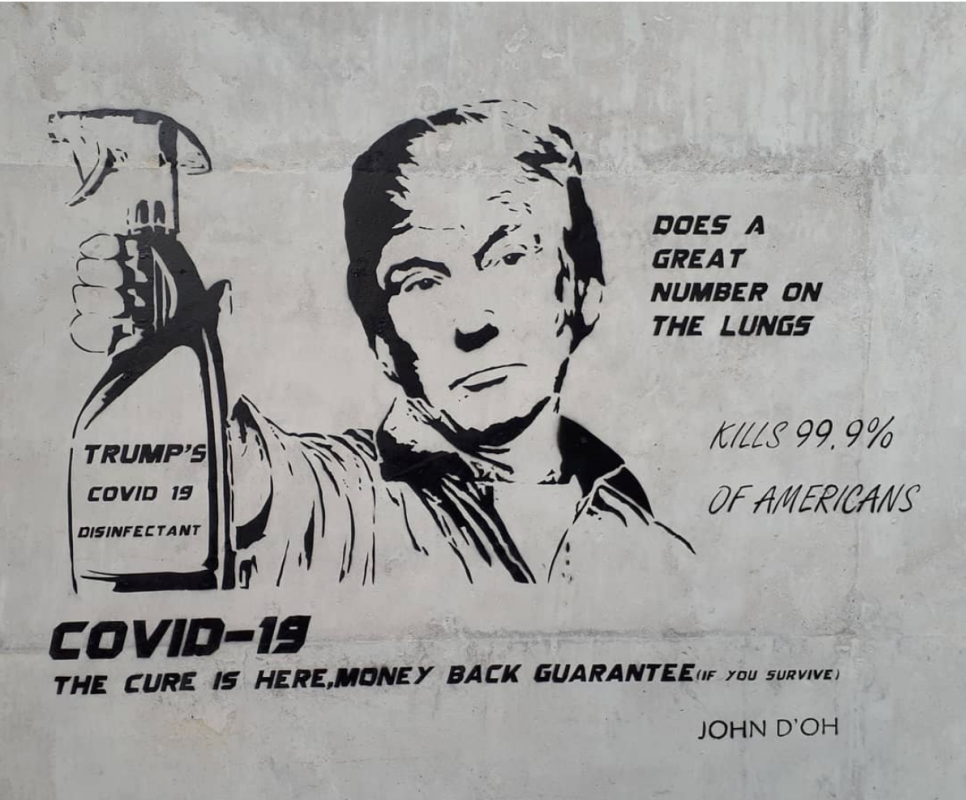 TRUMP'S
COVID 19
DISINFECTANT
DOES A
GREAT
NUMBER ON
THE LUNGS
KILLS 99.9%
OF AMERICANS
COVID-19
THE CURE IS HERE,MONEY BACK GUARANTEE(IF YOU SURVIVE)
JOHN D'OH